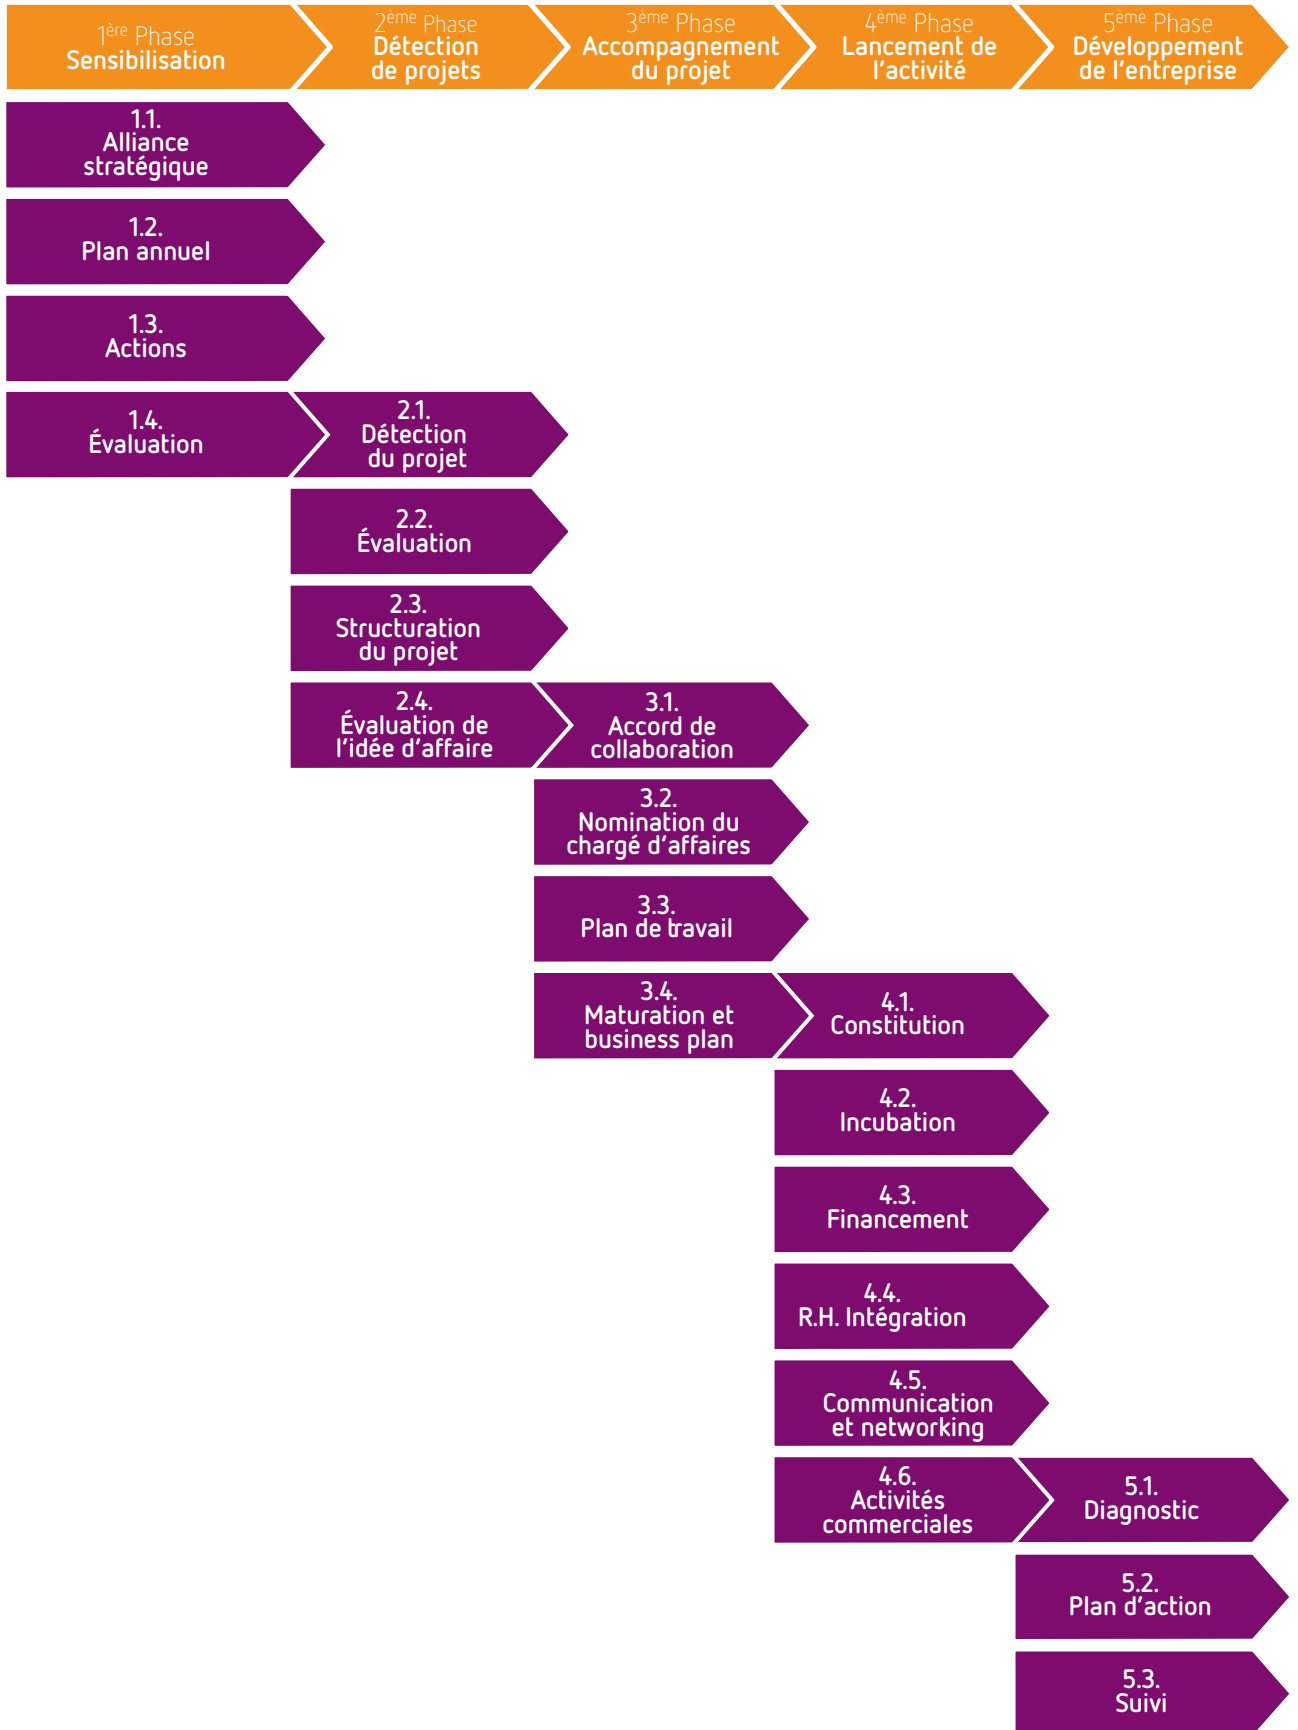 1ère Phase
Sensibilisation
2ème Phase
Détection
de projets
3ème Phase
Accompagnement
du projet
4ème Phase
Lancement de
l'activité
5ème Phase
Développement
de l'entreprise
1.1.
Alliance
stratégique
1.2.
Plan annuel
1.3.
Actions
1.4.
Évaluation
2.1.
Détection
du projet
2.2.
Évaluation
2.3.
Structuration
du projet
2.4.
Évaluation de
l'idée d'affaire
3.1.
Accord de
collaboration
3.2.
Nomination du
chargé d'affaires
3.3.
Plan de travail
3.4.
Maturation et
business plan
4.1.
Constitution
4.2.
Incubation
4.3.
Financement
4.4.
R.H. Intégration
4.5.
Communication
et networking
4.6.
Activités
commerciales
5.1.
Diagnostic
5.2.
Plan d'action
5.3.
Suivi